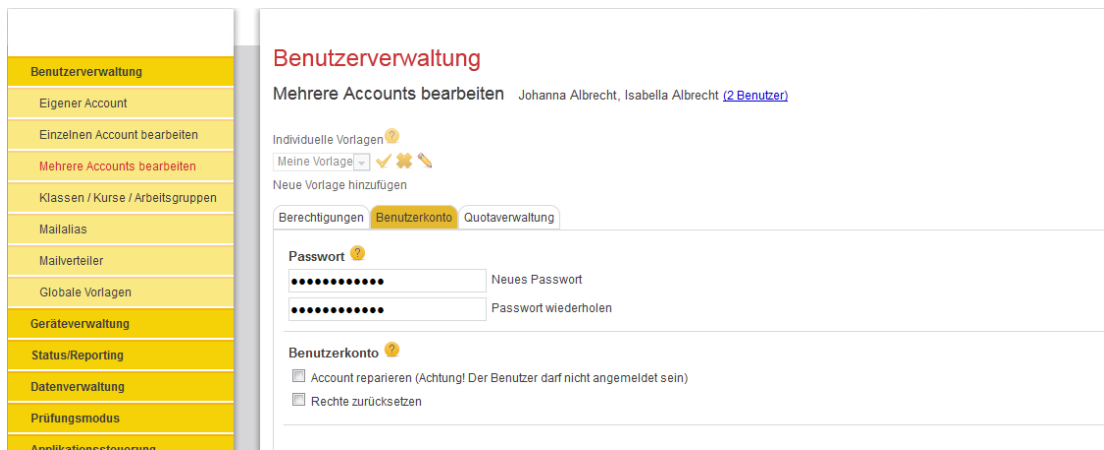 Benutzerverwaltung
Eigener Account
Einzelnen Account bearbeiten
Mehrere Accounts bearbeiten
Klassen / Kurse / Arbeitsgruppen
Mailalias
Mailverteiler
Globale Vorlagen
Geräteverwaltung
Status/Reporting
Datenverwaltung
Prüfungsmodus
Applikationssteuerung
Benutzerverwaltung
Mehrere Accounts bearbeiten Johanna Albrecht, Isabella Albrecht (2 Benutzer)
Individuelle Vorlagen ?
Meine Vorlage
Neue Vorlage hinzufügen
Berechtigungen Benutzerkonto Quotaverwaltung
Passwort ?
●●●●●●●●●●●● Neues Passwort
●●●●●●●●●●●● Passwort wiederholen
Benutzerkonto ?
Account reparieren (Achtung! Der Benutzer darf nicht angemeldet sein)
Rechte zurücksetzen